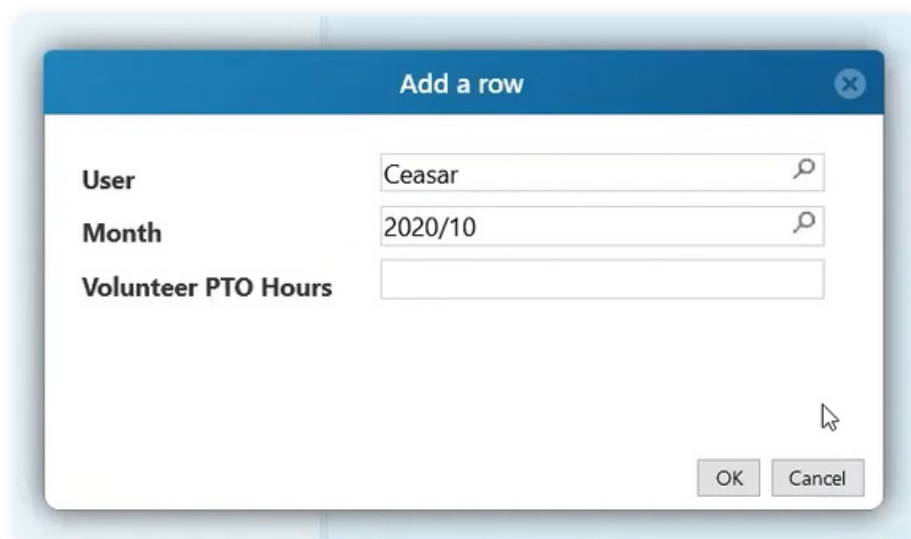 Add a row
User Ceasar
Month 2020/10
Volunteer PTO Hours
OK Cancel